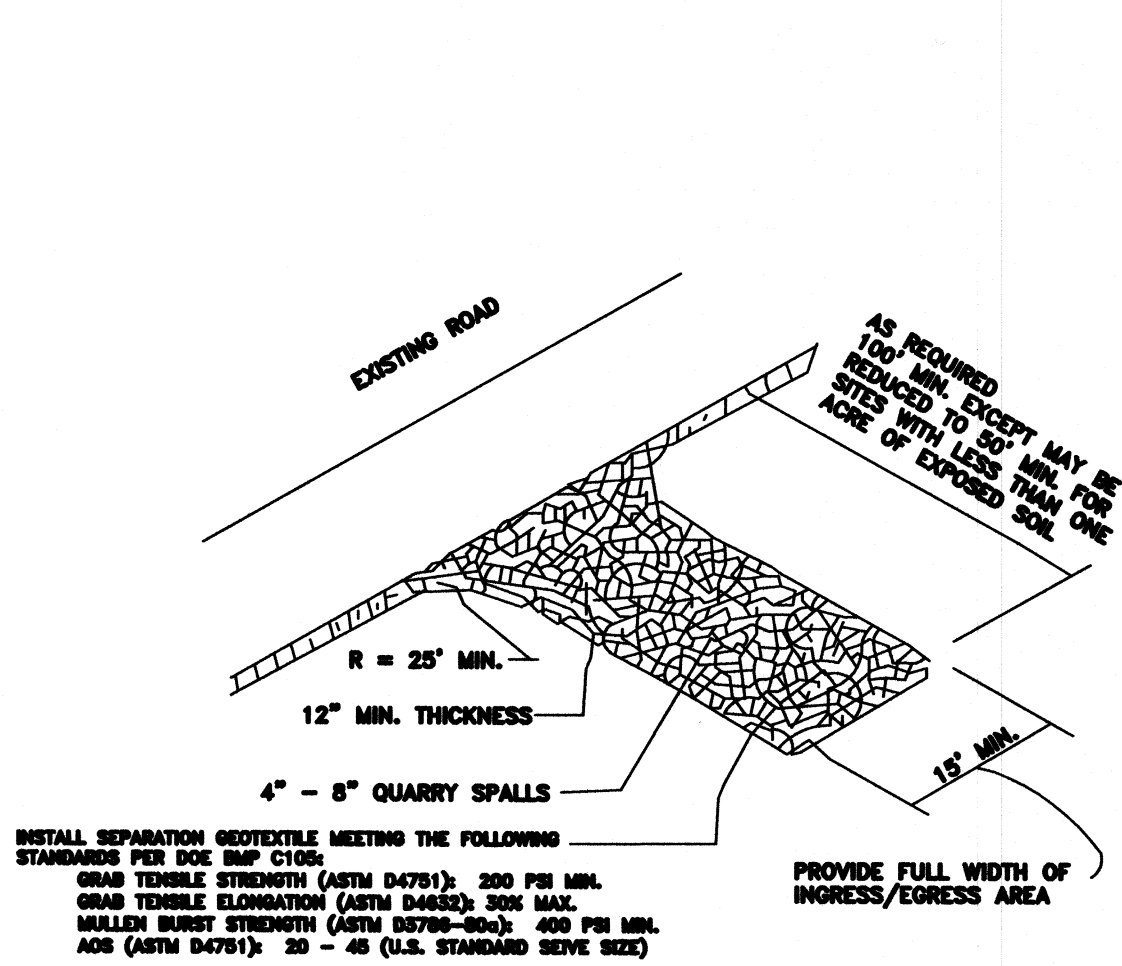 EXISTING ROAD
AS REQUIRED
100' MIN. EXCEPT MAY BE
REDUCED TO 50' MIN. FOR
SITES WITH LESS THAN ONE
ACRE OF EXPOSED SOIL
R = 25' MIN.
12" MIN. THICKNESS
4" - 8" QUARRY SPALLS
15' MIN.
PROVIDE FULL WIDTH OF
INGRESS/EGRESS AREA
INSTALL SEPARATION GEOTEXTILE MEETING THE FOLLOWING
STANDARDS PER DOE BMP C105:
GRAB TENSILE STRENGTH (ASTM D4751): 200 PSI MIN.
GRAB TENSILE ELONGATION (ASTM D4632): 30% MAX.
MULLEN BURST STRENGTH (ASTM D3786-80a): 400 PSI MIN.
AOS (ASTM D4751): 20 - 45 (U.S. STANDARD SEIVE SIZE)